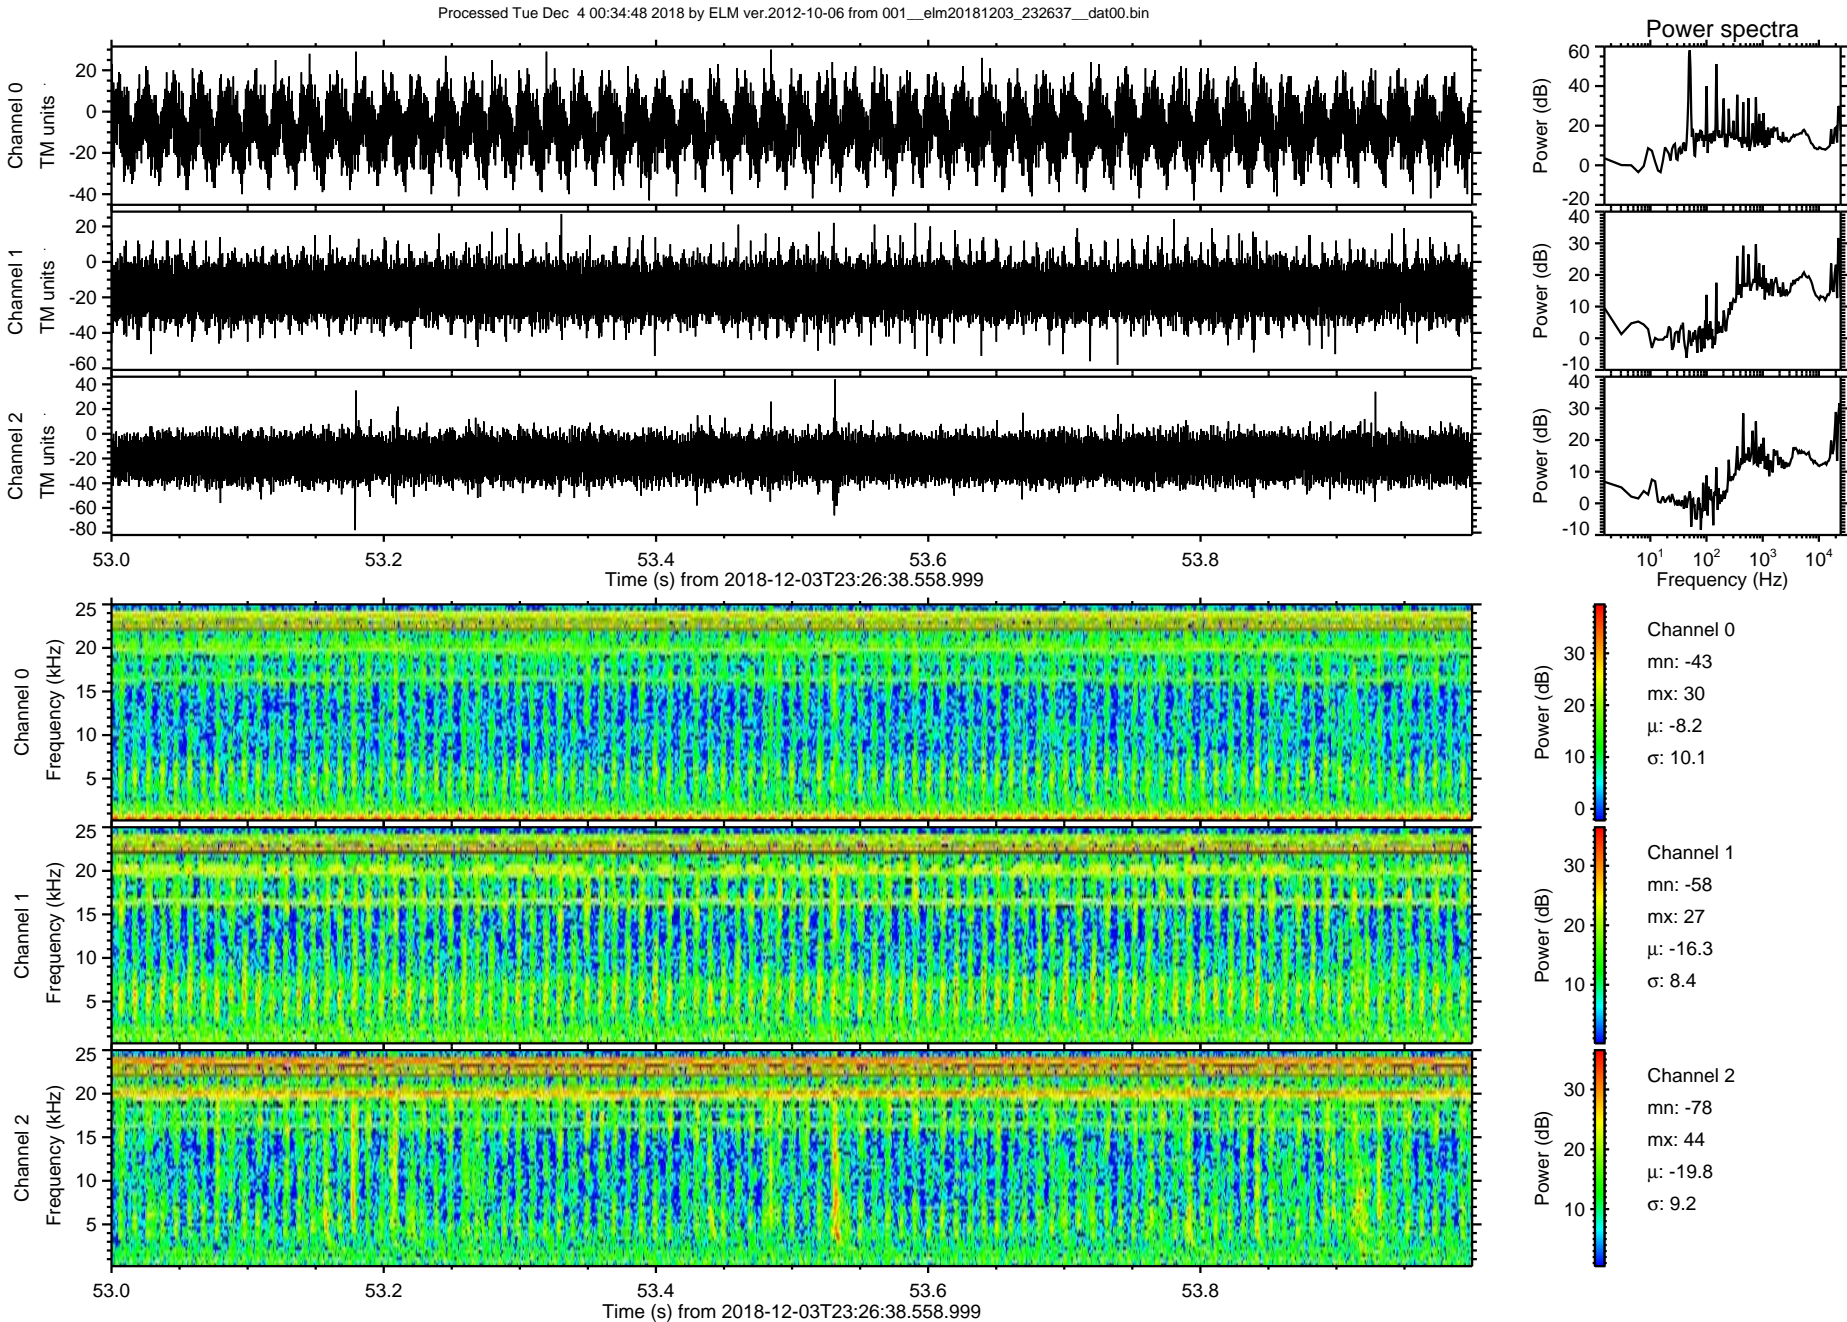 Processed Tue Dec  4 00:34:48 2018 by ELM ver.2012-10-06 from 001__elm20181203_232637__dat00.bin
Power spectra
Channel 0
TM units
20
0
-20
-40
Power (dB)
60
40
20
0
-20
Channel 1
TM units
20
0
-20
-40
-60
Power (dB)
40
30
20
10
0
-10
Channel 2
TM units
40
20
0
-20
-40
-60
-80
Power (dB)
40
30
20
10
0
-10
53.0 53.2 53.4 53.6 53.8
Time (s) from 2018-12-03T23:26:38.558.999
10^1 10^2 10^3 10^4
Frequency (Hz)
Channel 0
Frequency (kHz)
25
20
15
10
5
Power (dB)
30
20
10
0
Channel 0
mn: -43
mx: 30
μ: -8.2
σ: 10.1
Channel 1
Frequency (kHz)
25
20
15
10
5
Power (dB)
30
20
10
Channel 1
mn: -58
mx: 27
μ: -16.3
σ: 8.4
Channel 2
Frequency (kHz)
25
20
15
10
5
Power (dB)
30
20
10
Channel 2
mn: -78
mx: 44
μ: -19.8
σ: 9.2
53.0 53.2 53.4 53.6 53.8
Time (s) from 2018-12-03T23:26:38.558.999